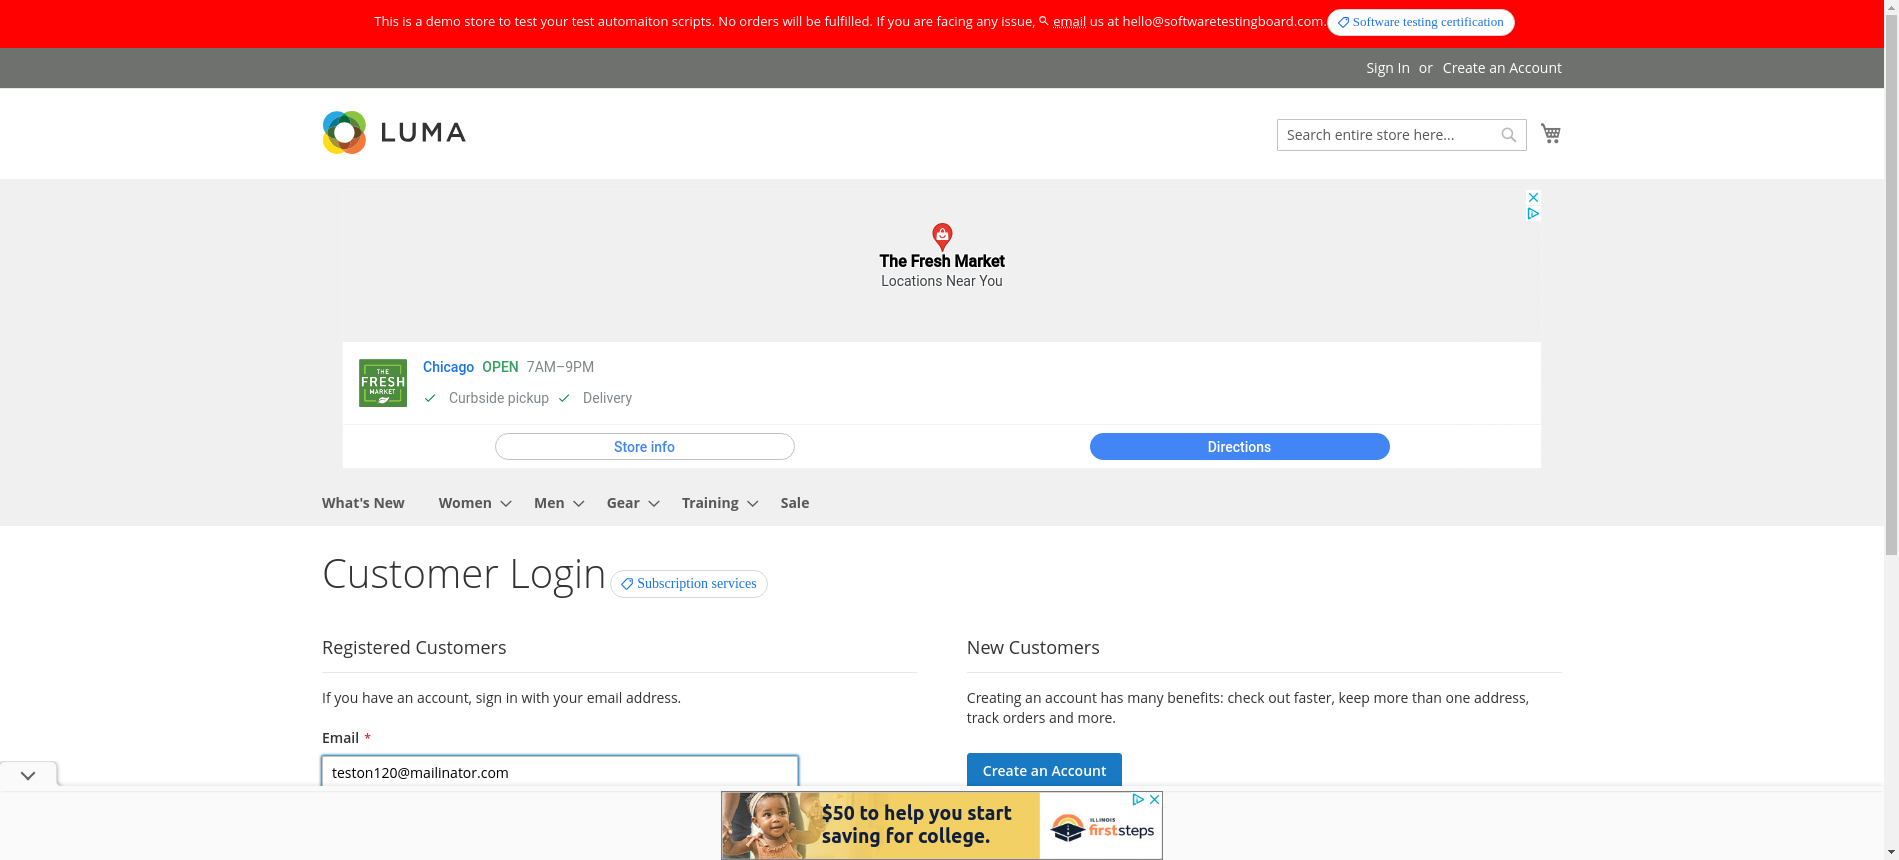 This is a demo store to test your test automaiton scripts. No orders will be fulfilled. If you are facing any issue, email us at hello@softwaretestingboard.com. Software testing certification
Sign In or Create an Account
LUMA
Search entire store here...
The Fresh Market
Locations Near You
THE FRESH MARKET
Chicago OPEN 7AM–9PM
Curbside pickup Delivery
Store info Directions
What's New Women Men Gear Training Sale
Customer Login Subscription services
Registered Customers
If you have an account, sign in with your email address.
Email *
teston120@mailinator.com
New Customers
Creating an account has many benefits: check out faster, keep more than one address,
track orders and more.
Create an Account
$50 to help you start
saving for college.
ILLINOIS
firststeps